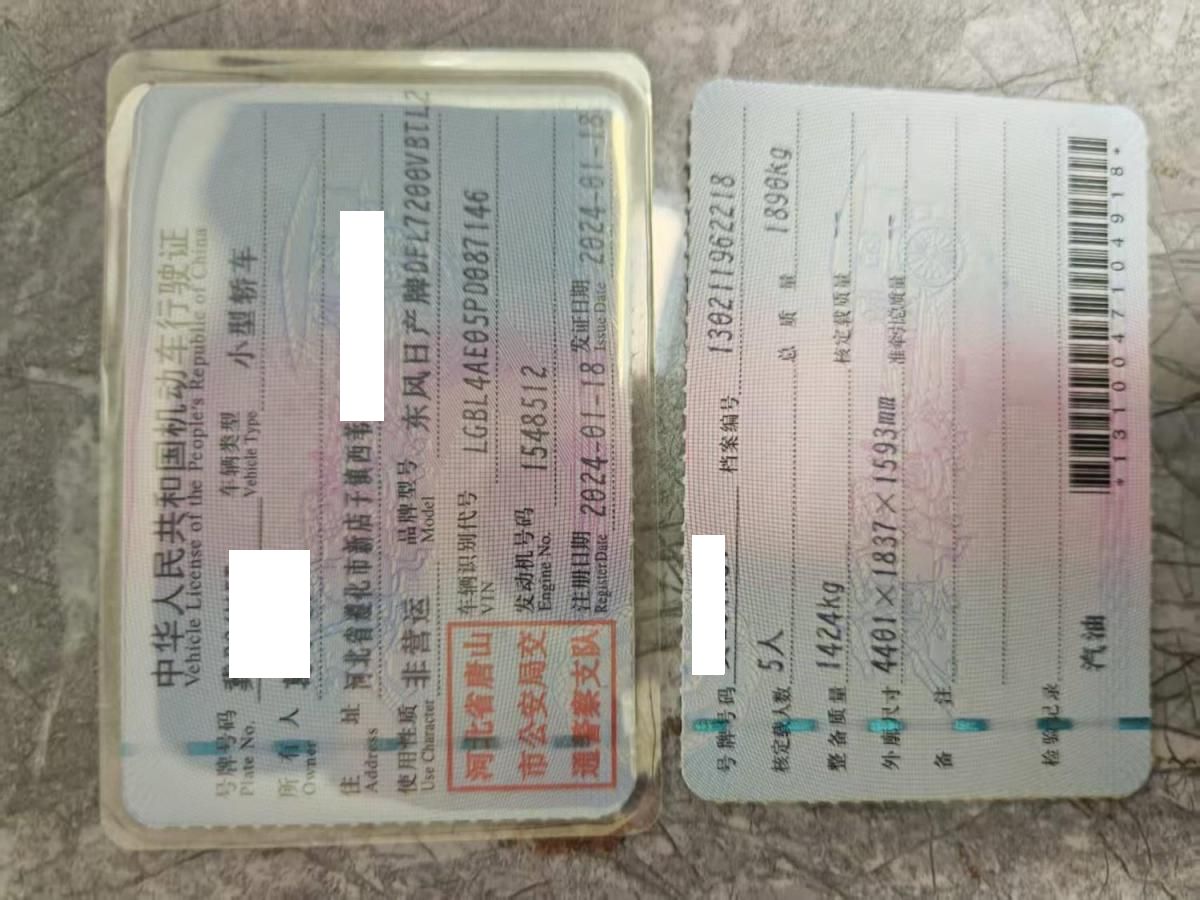 中华人民共和国机动车行驶证
Vehicle License of the People's Republic of China
号牌号码 车辆类型 小型轿车
Plate No. Vehicle Type
所有人
Owner
住址 河北省遵化市新店子镇西
Address
使用性质 非营运 品牌型号 东风日产牌DFL7200VBTL2
Use Character Model
河北省唐山
市公安局交
通警察支队
车辆识别代号 LGBL4AE05PD087146
VIN
发动机号码 1548512
Engine No.
注册日期 2024-01-18 发证日期 2024-01-18
Register Date Issue Date
号牌号码 档案编号 130211962218
核定载人数 5人 总质量 1890kg
整备质量 1424kg 核定载质量 --
外廓尺寸 4401×1837×1593mm 准牵引总质量 --
备注
检验记录
汽油
*1310047104918*